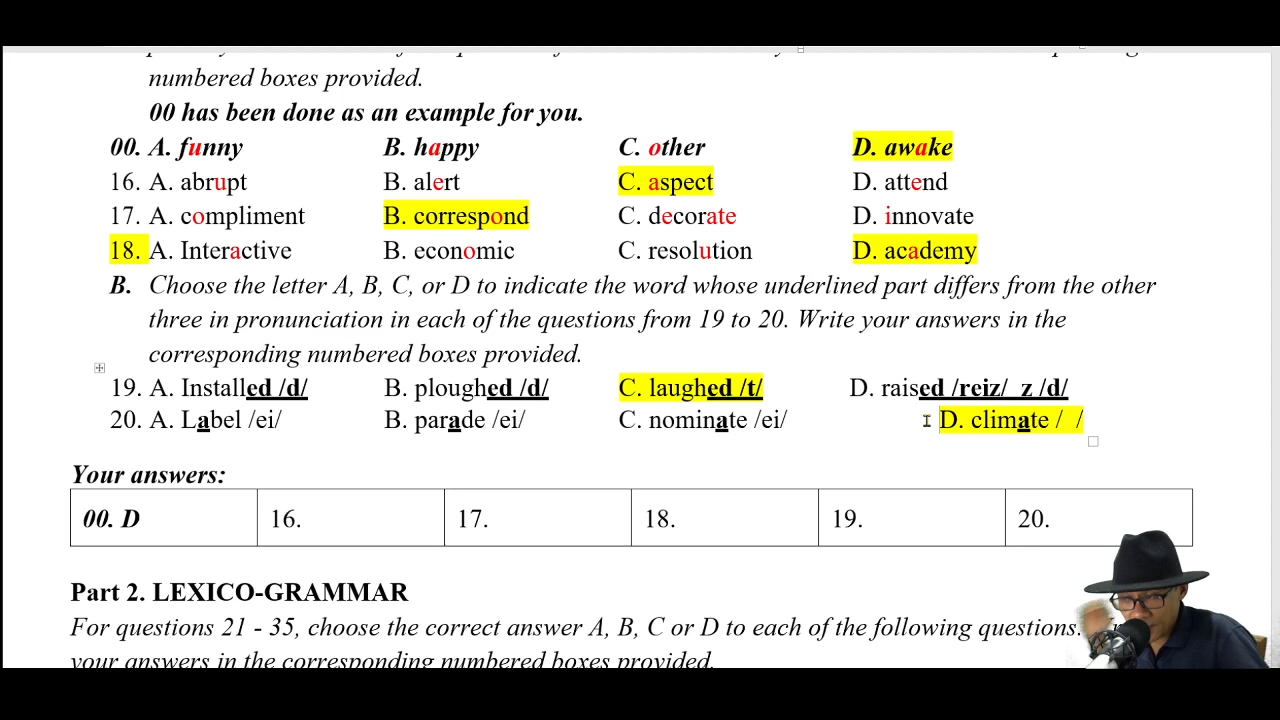 numbered boxes provided.
00 has been done as an example for you.
00. A. funny B. happy C. other D. awake
16. A. abrupt B. alert C. aspect D. attend
17. A. compliment B. correspond C. decorate D. innovate
18. A. Interactive B. economic C. resolution D. academy
B. Choose the letter A, B, C, or D to indicate the word whose underlined part differs from the other
three in pronunciation in each of the questions from 19 to 20. Write your answers in the
corresponding numbered boxes provided.
19. A. Installed /d/ B. ploughed /d/ C. laughed /t/ D. raised /reiz/ z /d/
20. A. Label /ei/ B. parade /ei/ C. nominate /ei/ D. climate / /
Your answers:
00. D 16. 17. 18. 19. 20.
Part 2. LEXICO-GRAMMAR
For questions 21 - 35, choose the correct answer A, B, C or D to each of the following questions.
your answers in the corresponding numbered boxes provided.